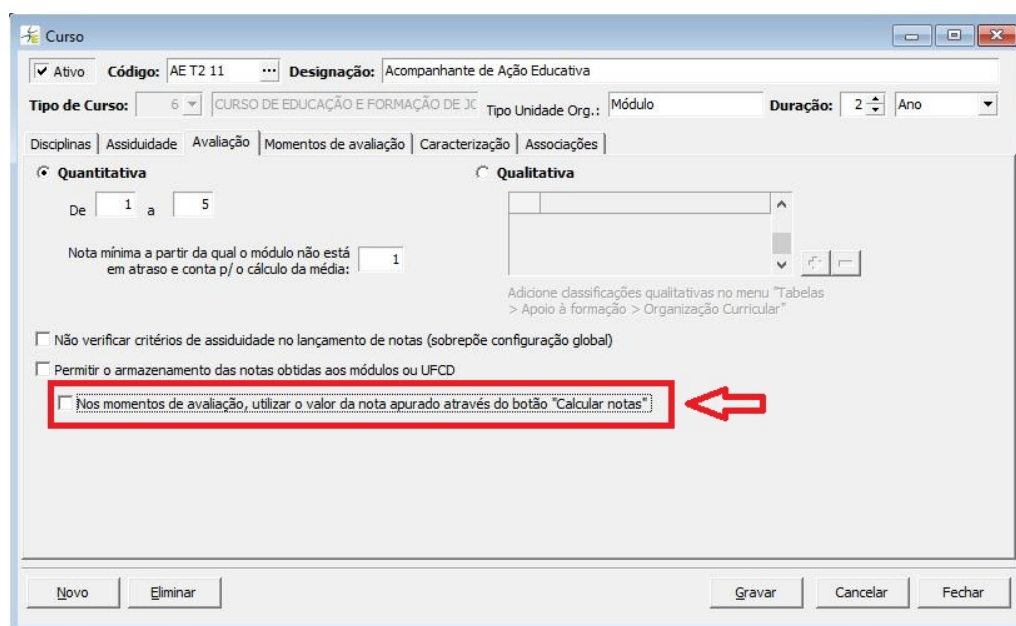 Curso
Ativo Código: AE T2 11 ... Designação: Acompanhante de Ação Educativa
Tipo de Curso: 6 CURSO DE EDUCAÇÃO E FORMAÇÃO DE JC Tipo Unidade Org.: Módulo Duração: 2 Ano
Disciplinas Assiduidade Avaliação Momentos de avaliação Caracterização Associações
Quantitativa Qualitativa
De 1 a 5
Nota mínima a partir da qual o módulo não está
em atraso e conta p/ o cálculo da média: 1
Adicione classificações qualitativas no menu "Tabelas
> Apoio à formação > Organização Curricular"
Não verificar critérios de assiduidade no lançamento de notas (sobrepõe configuração global)
Permitir o armazenamento das notas obtidas aos módulos ou UFCD
Nos momentos de avaliação, utilizar o valor da nota apurado através do botão "Calcular notas"
Novo Eliminar Gravar Cancelar Fechar